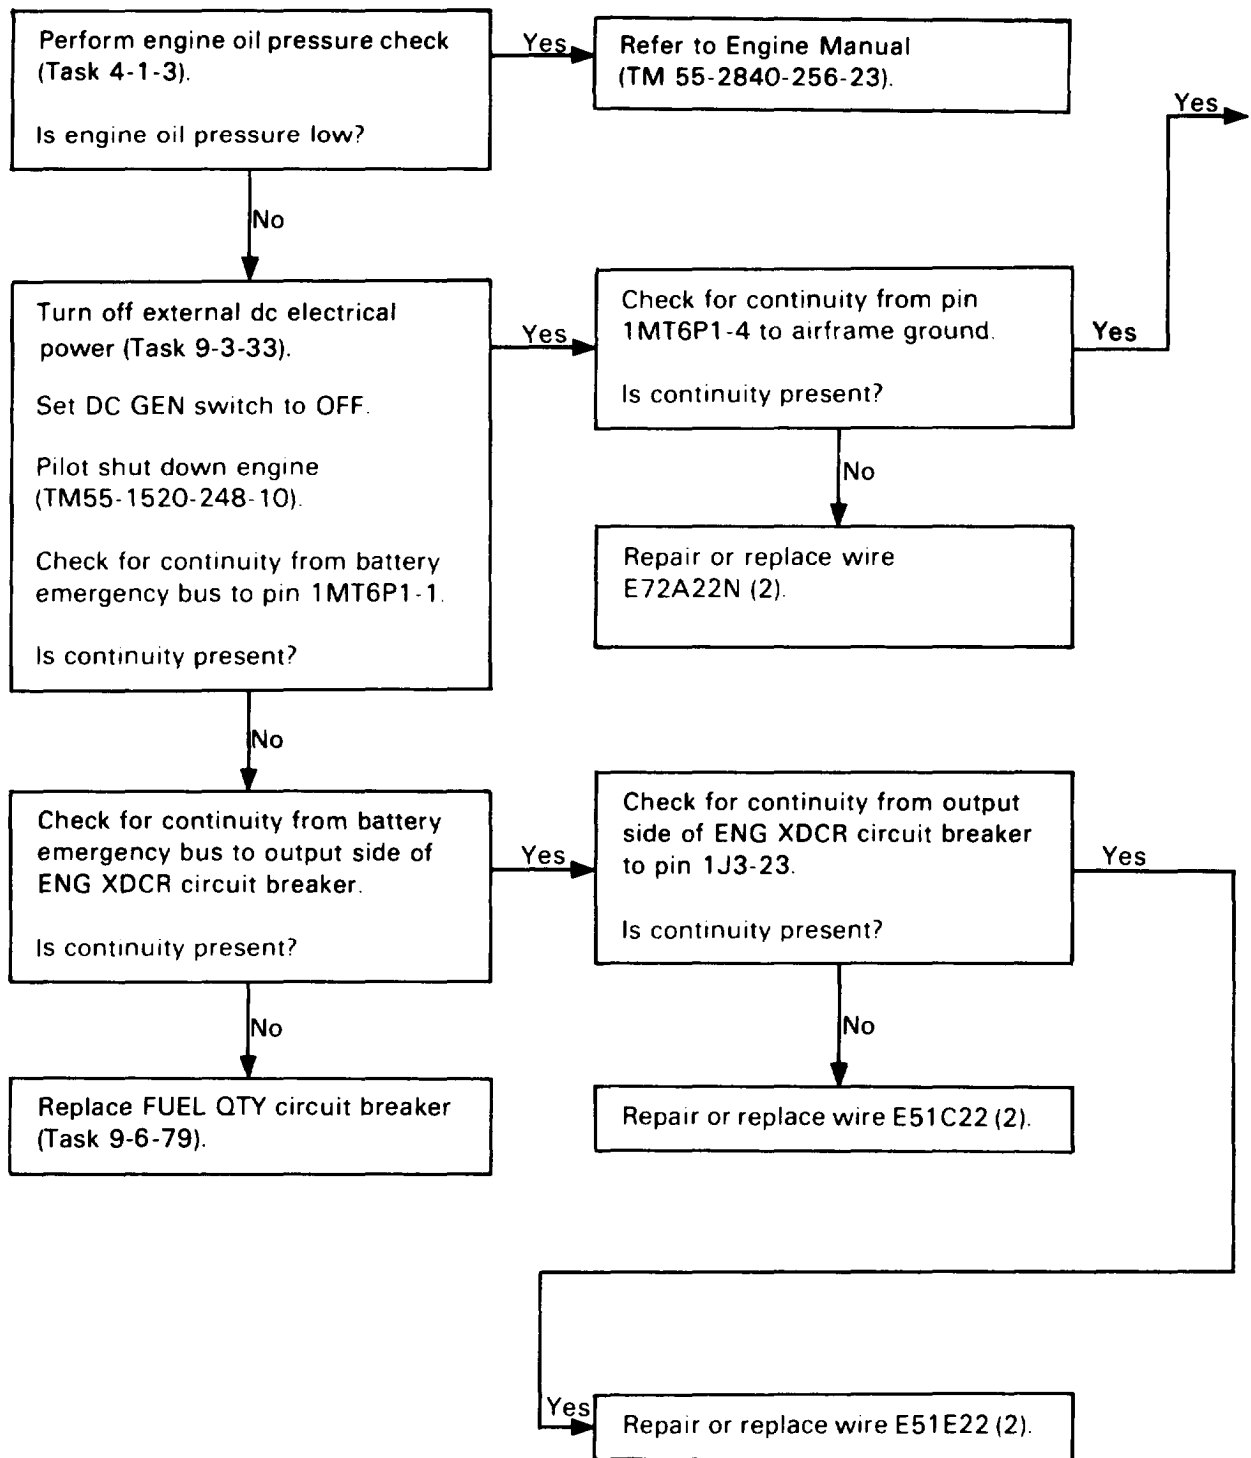 Perform engine oil pressure check
(Task 4-1-3).
Is engine oil pressure low?
Yes
Refer to Engine Manual
(TM 55-2840-256-23).
Yes
No
Turn off external dc electrical
power (Task 9-3-33).
Set DC GEN switch to OFF.
Pilot shut down engine
(TM55-1520-248-10).
Check for continuity from battery
emergency bus to pin 1MT6P1-1.
Is continuity present?
Yes
Check for continuity from pin
1MT6P1-4 to airframe ground.
Is continuity present?
Yes
No
Repair or replace wire
E72A22N (2).
No
Check for continuity from battery
emergency bus to output side of
ENG XDCR circuit breaker.
Is continuity present?
Yes
Check for continuity from output
side of ENG XDCR circuit breaker
to pin 1J3-23.
Is continuity present?
Yes
No
Replace FUEL QTY circuit breaker
(Task 9-6-79).
No
Repair or replace wire E51C22 (2).
Yes
Repair or replace wire E51E22 (2).